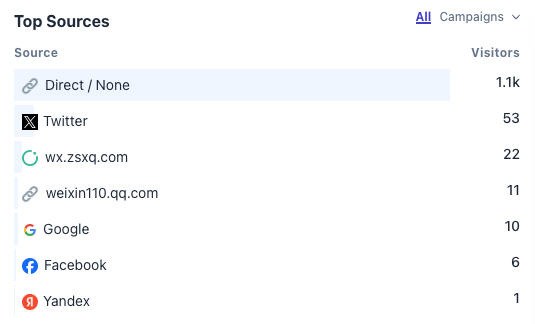 Top Sources
All Campaigns
Source Visitors
Direct / None 1.1k
Twitter 53
wx.zsxq.com 22
weixin110.qq.com 11
Google 10
Facebook 6
Yandex 1